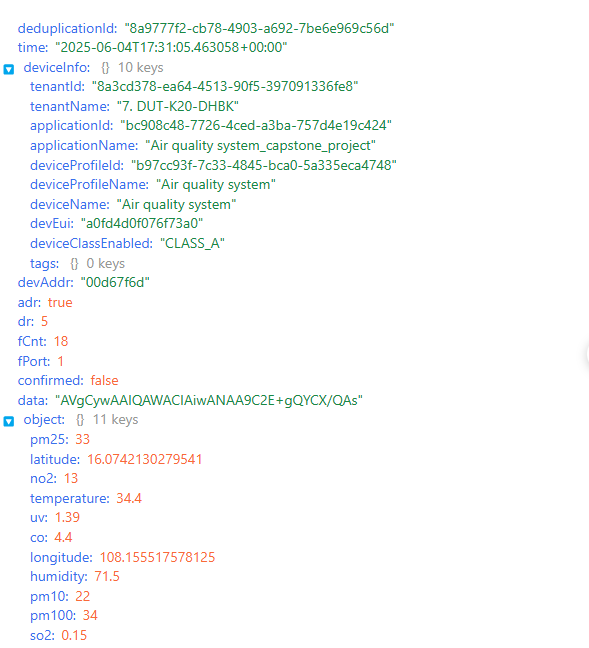 deduplicationId: "8a9777f2-cb78-4903-a692-7be6e969c56d"
time: "2025-06-04T17:31:05.463058+00:00"
deviceInfo: {} 10 keys
tenantId: "8a3cd378-ea64-4513-90f5-397091336fe8"
tenantName: "7. DUT-K20-DHBK"
applicationId: "bc908c48-7726-4ced-a3ba-757d4e19c424"
applicationName: "Air quality system_capstone_project"
deviceProfileId: "b97cc93f-7c33-4845-bca0-5a335eca4748"
deviceProfileName: "Air quality system"
deviceName: "Air quality system"
devEui: "a0fd4d0f076f73a0"
deviceClassEnabled: "CLASS_A"
tags: {} 0 keys
devAddr: "00d67f6d"
adr: true
dr: 5
fCnt: 18
fPort: 1
confirmed: false
data: "AVgCywAAIQAWACIAiwANAA9C2E+gQYCX/QAs"
object: {} 11 keys
pm25: 33
latitude: 16.0742130279541
no2: 13
temperature: 34.4
uv: 1.39
co: 4.4
longitude: 108.155517578125
humidity: 71.5
pm10: 22
pm100: 34
so2: 0.15